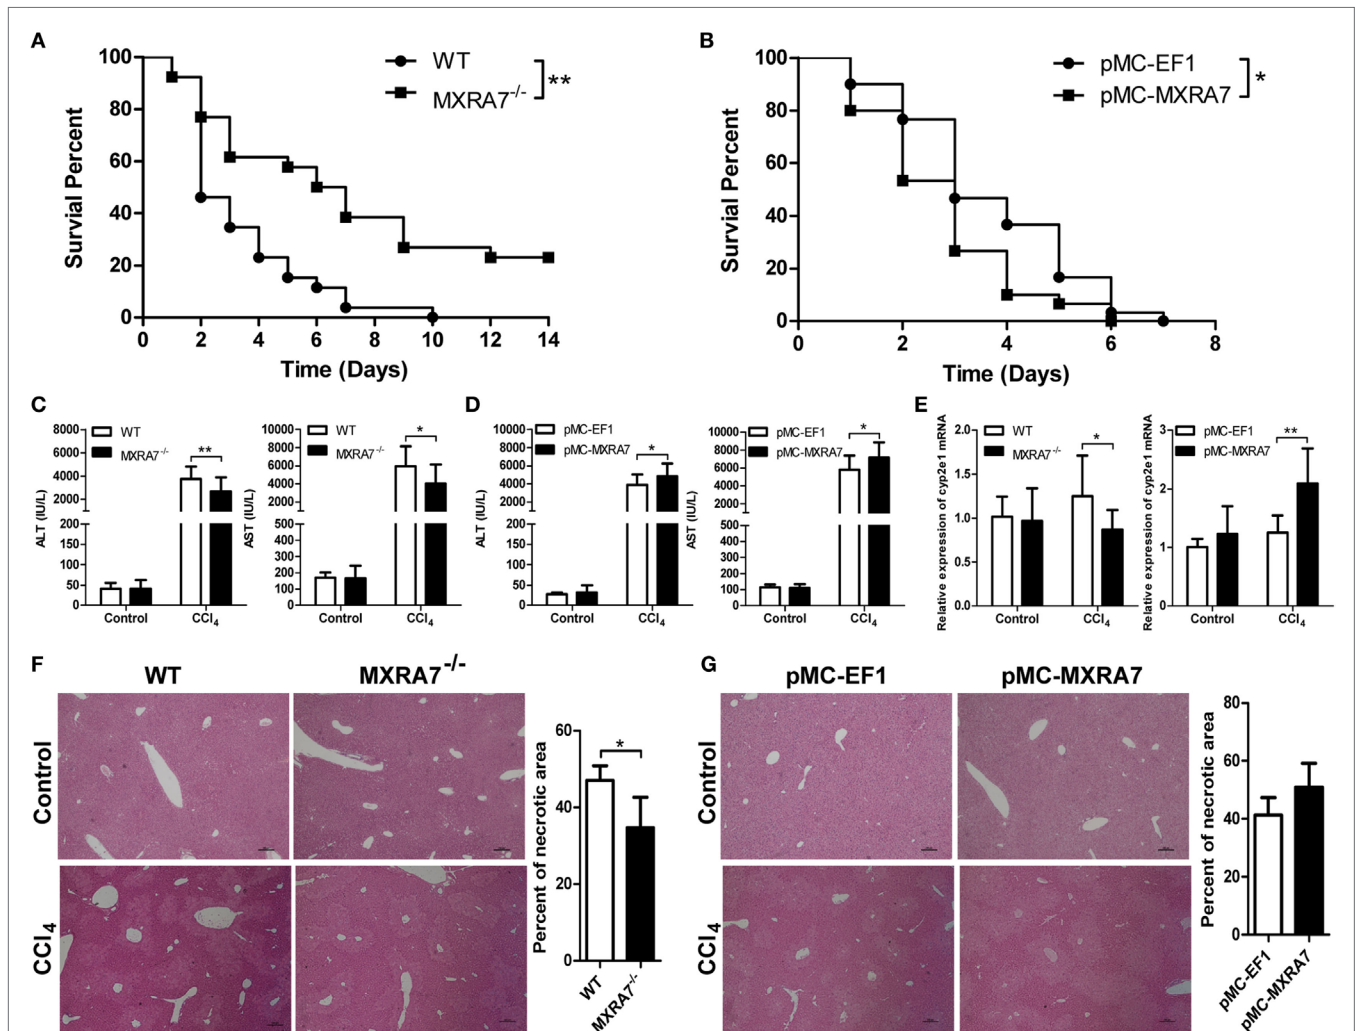 A
B
WT
MXRA7-/-
**
pMC-EF1
pMC-MXRA7
*
Survial Percent
100
80
60
40
20
0
0 2 4 6 8 10 12 14
Time (Days)
Survial Percent
100
80
60
40
20
0
0 2 4 6 8
Time (Days)
C
ALT (IU/L)
8000
6000
4000
2000
200
150
100
50
0
WT
MXRA7-/-
**
Control CCl4
AST (IU/L)
10000
8000
6000
4000
2000
500
400
300
200
100
0
WT
MXRA7-/-
*
Control CCl4
D
ALT (IU/L)
10000
8000
6000
4000
2000
200
150
100
50
0
pMC-EF1
pMC-MXRA7
*
Control CCl4
AST (IU/L)
10000
8000
6000
4000
2000
500
400
300
200
100
0
pMC-EF1
pMC-MXRA7
*
Control CCl4
E
Relative expression of cyp2e1 mRNA
2.0
1.5
1.0
0.5
0.0
WT
MXRA7-/-
*
Control CCl4
Relative expression of cyp2e1 mRNA
3
2
1
0
pMC-EF1
pMC-MXRA7
**
Control CCl4
F
WT MXRA7-/-
Control
CCl4
Percent of necrotic area
60
40
20
0
*
WT
MXRA7-/-
G
pMC-EF1 pMC-MXRA7
Control
CCl4
Percent of necrotic area
80
60
40
20
0
pMC-EF1
pMC-MXRA7